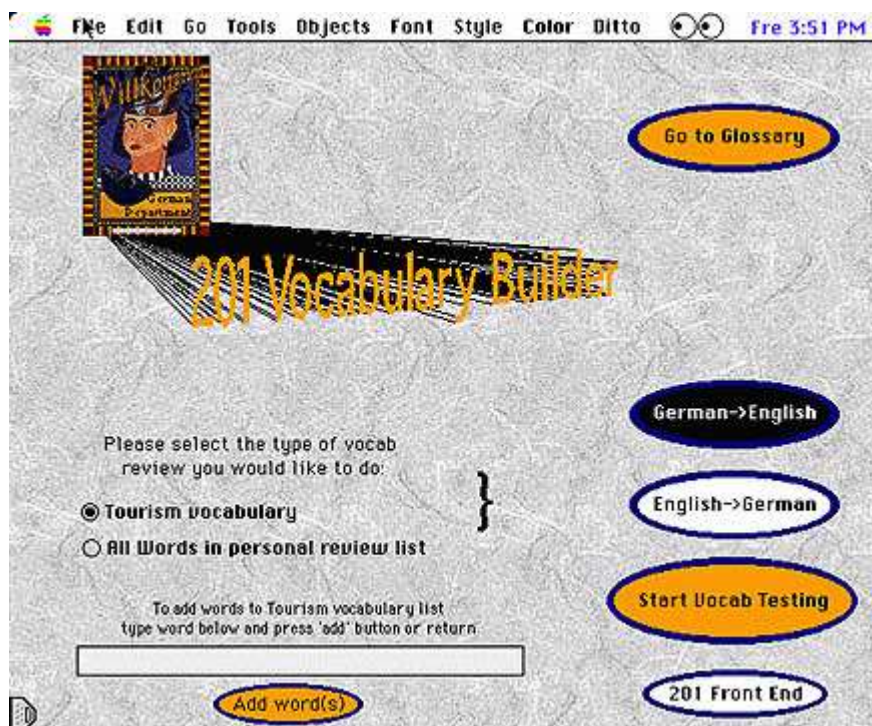 File Edit Go Tools Objects Font Style Color Ditto Fre 3:51 PM
German
Department
Go to Glossary
201 Vocabulary Builder
German->English
Please select the type of vocab
review you would like to do:
}
English->German
Tourism vocabulary
All Words in personal review list
Start Vocab Testing
To add words to Tourism vocabulary list
type word below and press 'add' button or return
201 Front End
Add word(s)